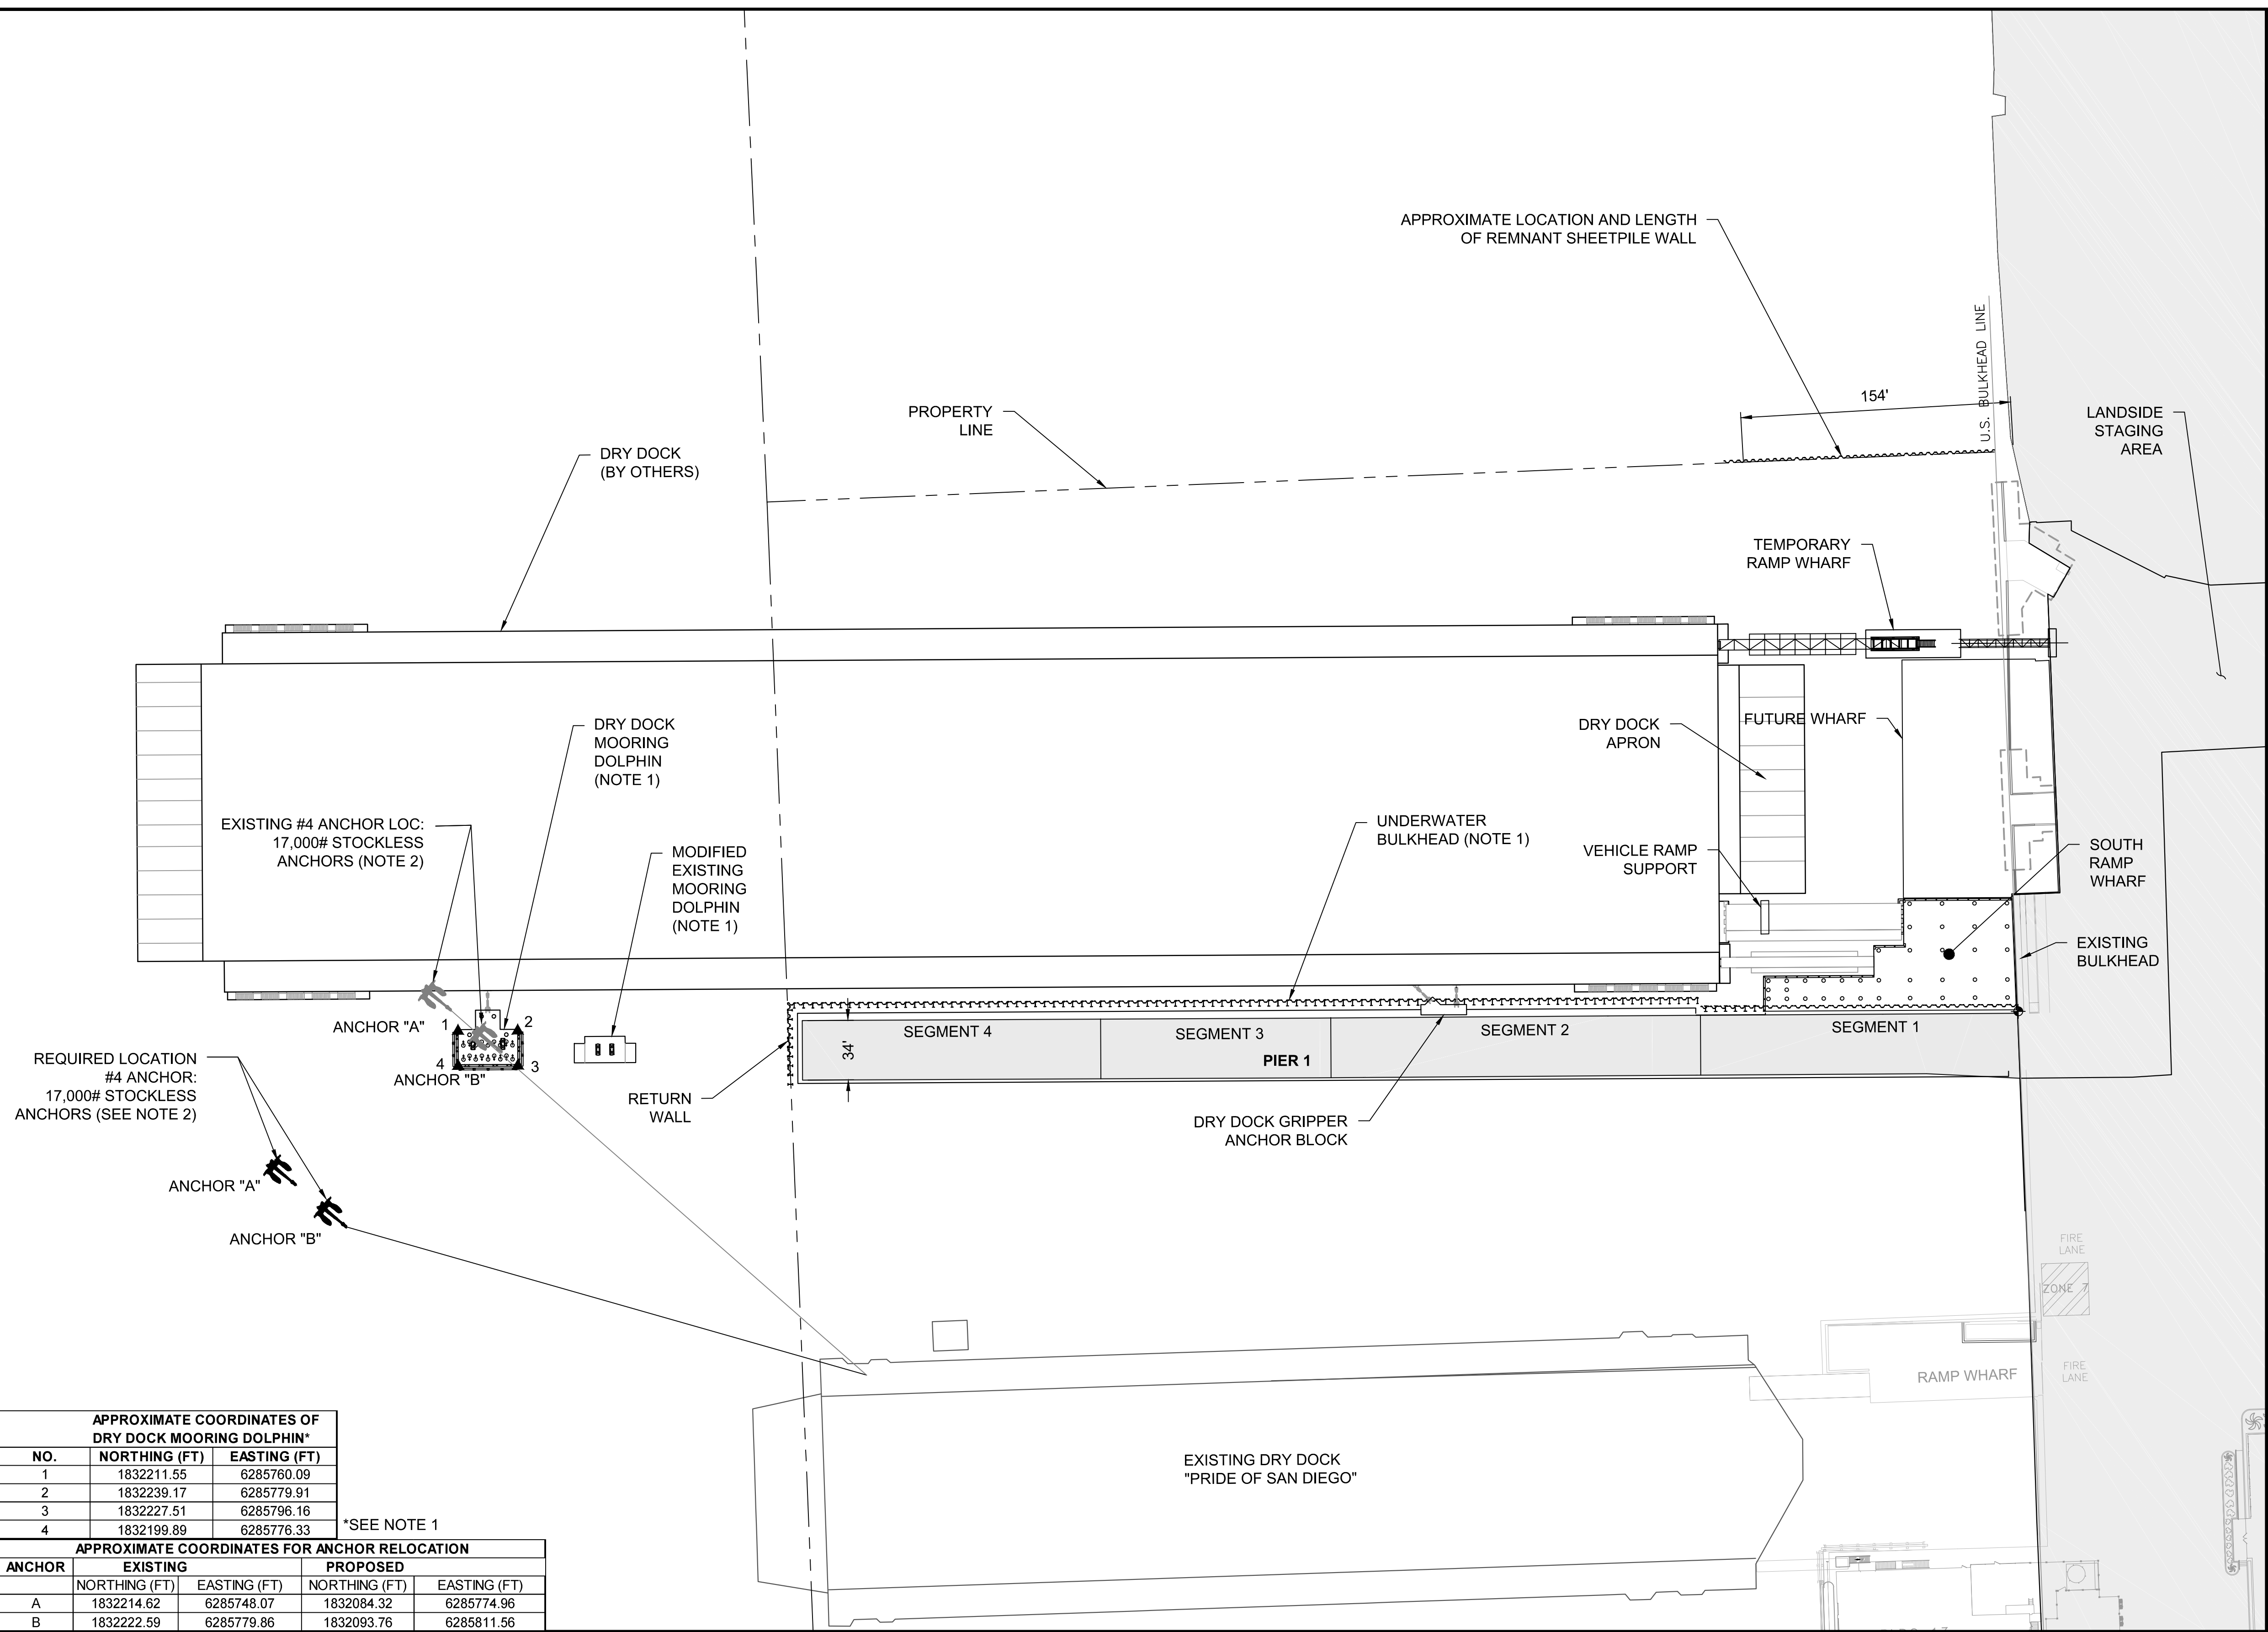 APPROXIMATE LOCATION AND LENGTH
OF REMNANT SHEETPILE WALL
U.S. BULKHEAD LINE
154'
LANDSIDE
STAGING
AREA
PROPERTY
LINE
DRY DOCK
(BY OTHERS)
TEMPORARY
RAMP WHARF
DRY DOCK
MOORING
DOLPHIN
(NOTE 1)
DRY DOCK
APRON
FUTURE WHARF
EXISTING #4 ANCHOR LOC:
17,000# STOCKLESS
ANCHORS (NOTE 2)
MODIFIED
EXISTING
MOORING
DOLPHIN
(NOTE 1)
UNDERWATER
BULKHEAD (NOTE 1)
VEHICLE RAMP
SUPPORT
SOUTH
RAMP
WHARF
EXISTING
BULKHEAD
ANCHOR "A"
1
2
4
3
ANCHOR "B"
34'
SEGMENT 4
SEGMENT 3
SEGMENT 2
SEGMENT 1
PIER 1
REQUIRED LOCATION
#4 ANCHOR:
17,000# STOCKLESS
ANCHORS (SEE NOTE 2)
RETURN
WALL
DRY DOCK GRIPPER
ANCHOR BLOCK
ANCHOR "A"
ANCHOR "B"
FIRE
LANE
ZONE 7
FIRE
LANE
RAMP WHARF
EXISTING DRY DOCK
"PRIDE OF SAN DIEGO"
APPROXIMATE COORDINATES OF
DRY DOCK MOORING DOLPHIN*
NO. NORTHING (FT) EASTING (FT)
1 1832211.55 6285760.09
2 1832239.17 6285779.91
3 1832227.51 6285796.16
4 1832199.89 6285776.33
*SEE NOTE 1
APPROXIMATE COORDINATES FOR ANCHOR RELOCATION
ANCHOR EXISTING PROPOSED
NORTHING (FT) EASTING (FT) NORTHING (FT) EASTING (FT)
A 1832214.62 6285748.07 1832084.32 6285774.96
B 1832222.59 6285779.86 1832093.76 6285811.56